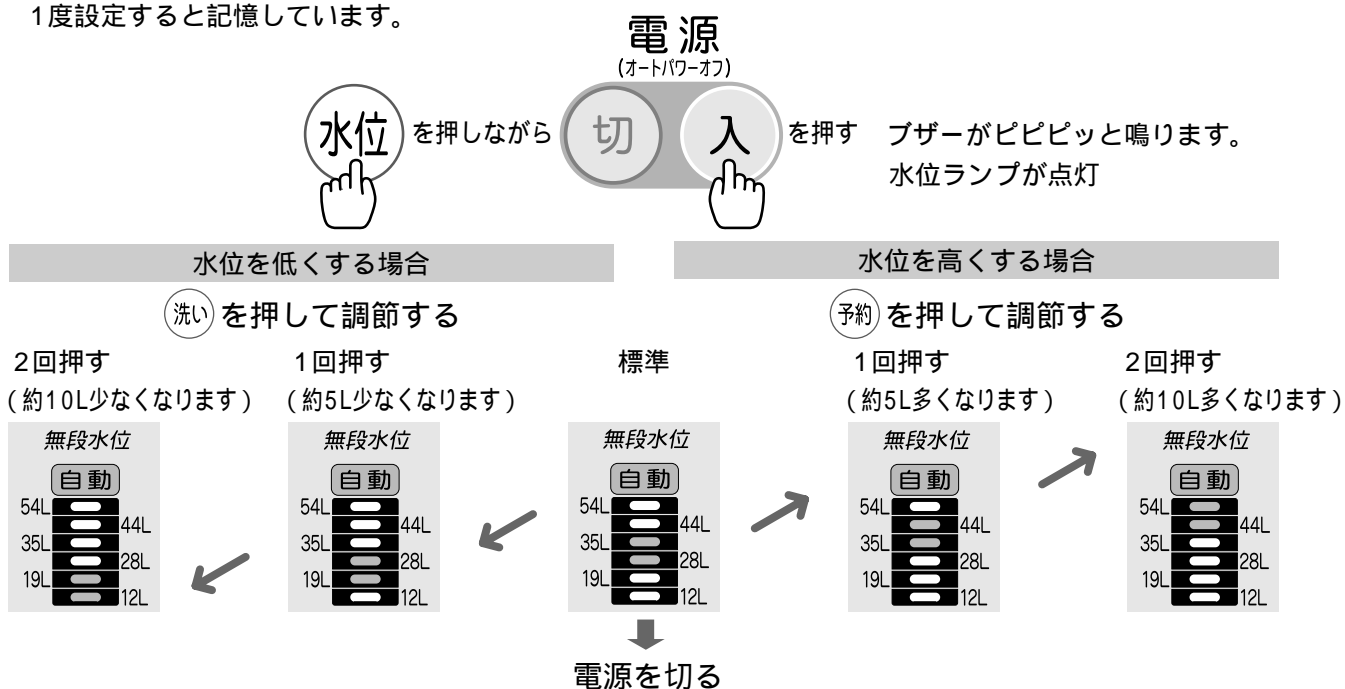 1度設定すると記憶しています。
電源
(オートパワーオフ)
水位 を押しながら 切 入 を押す ブザーがピピピッと鳴ります。
水位ランプが点灯
水位を低くする場合
洗い を押して調節する
水位を高くする場合
予約 を押して調節する
2回押す
(約10L少なくなります)
無段水位
自動
54L
44L
35L
28L
19L
12L
1回押す
(約5L少なくなります)
無段水位
自動
54L
44L
35L
28L
19L
12L
標準
無段水位
自動
54L
44L
35L
28L
19L
12L
1回押す
(約5L多くなります)
無段水位
自動
54L
44L
35L
28L
19L
12L
2回押す
(約10L多くなります)
無段水位
自動
54L
44L
35L
28L
19L
12L
電源を切る